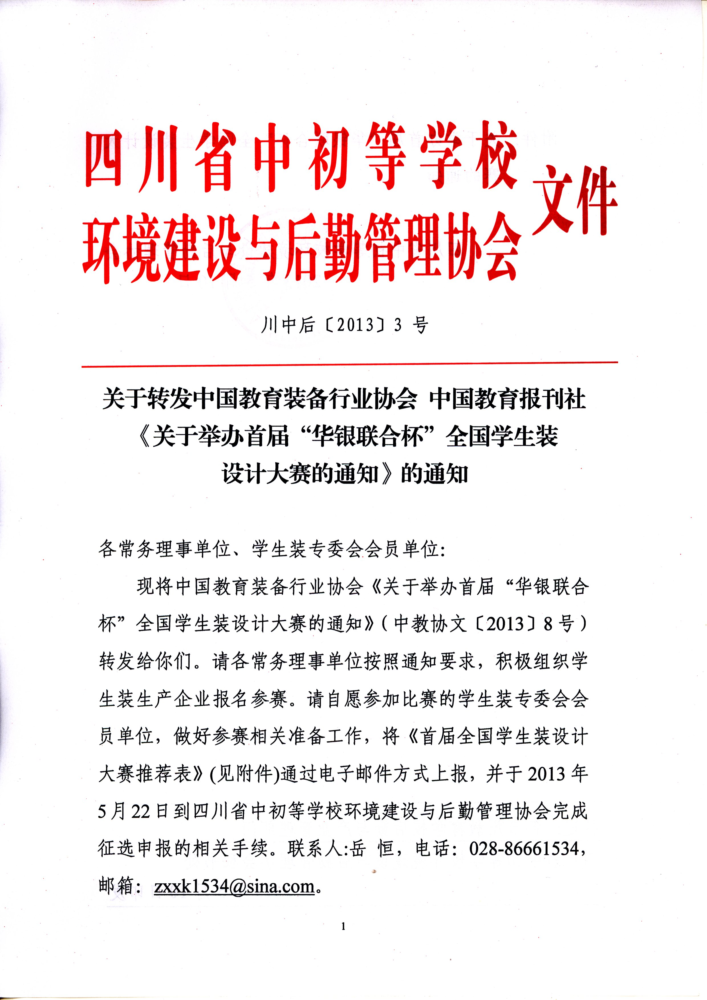 四川省中初等学校
环境建设与后勤管理协会
文件
川中后〔2013〕3 号
关于转发中国教育装备行业协会 中国教育报刊社
《关于举办首届“华银联合杯”全国学生装
设计大赛的通知》的通知
各常务理事单位、学生装专委会会员单位：
现将中国教育装备行业协会《关于举办首届“华银联合
杯”全国学生装设计大赛的通知》（中教协文〔2013〕8 号）
转发给你们。请各常务理事单位按照通知要求，积极组织学
生装生产企业报名参赛。请自愿参加比赛的学生装专委会会
员单位，做好参赛相关准备工作，将《首届全国学生装设计
大赛推荐表》(见附件)通过电子邮件方式上报，并于 2013 年
5 月 22 日到四川省中初等学校环境建设与后勤管理协会完成
征选申报的相关手续。联系人:岳 恒，电话：028-86661534，
邮箱：zxxk1534@sina.com。
1